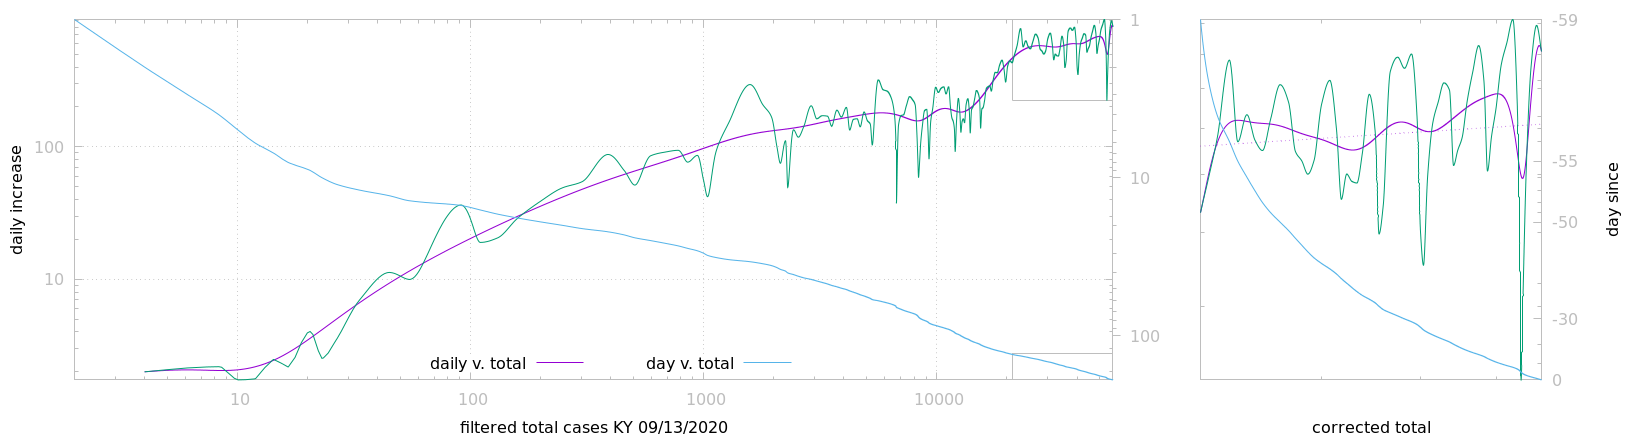 daily increase
100
10
1
10
100
daily v. total
day v. total
10
100
1000
10000
filtered total cases KY 09/13/2020
-59
-55
-50
-30
0
day since
corrected total